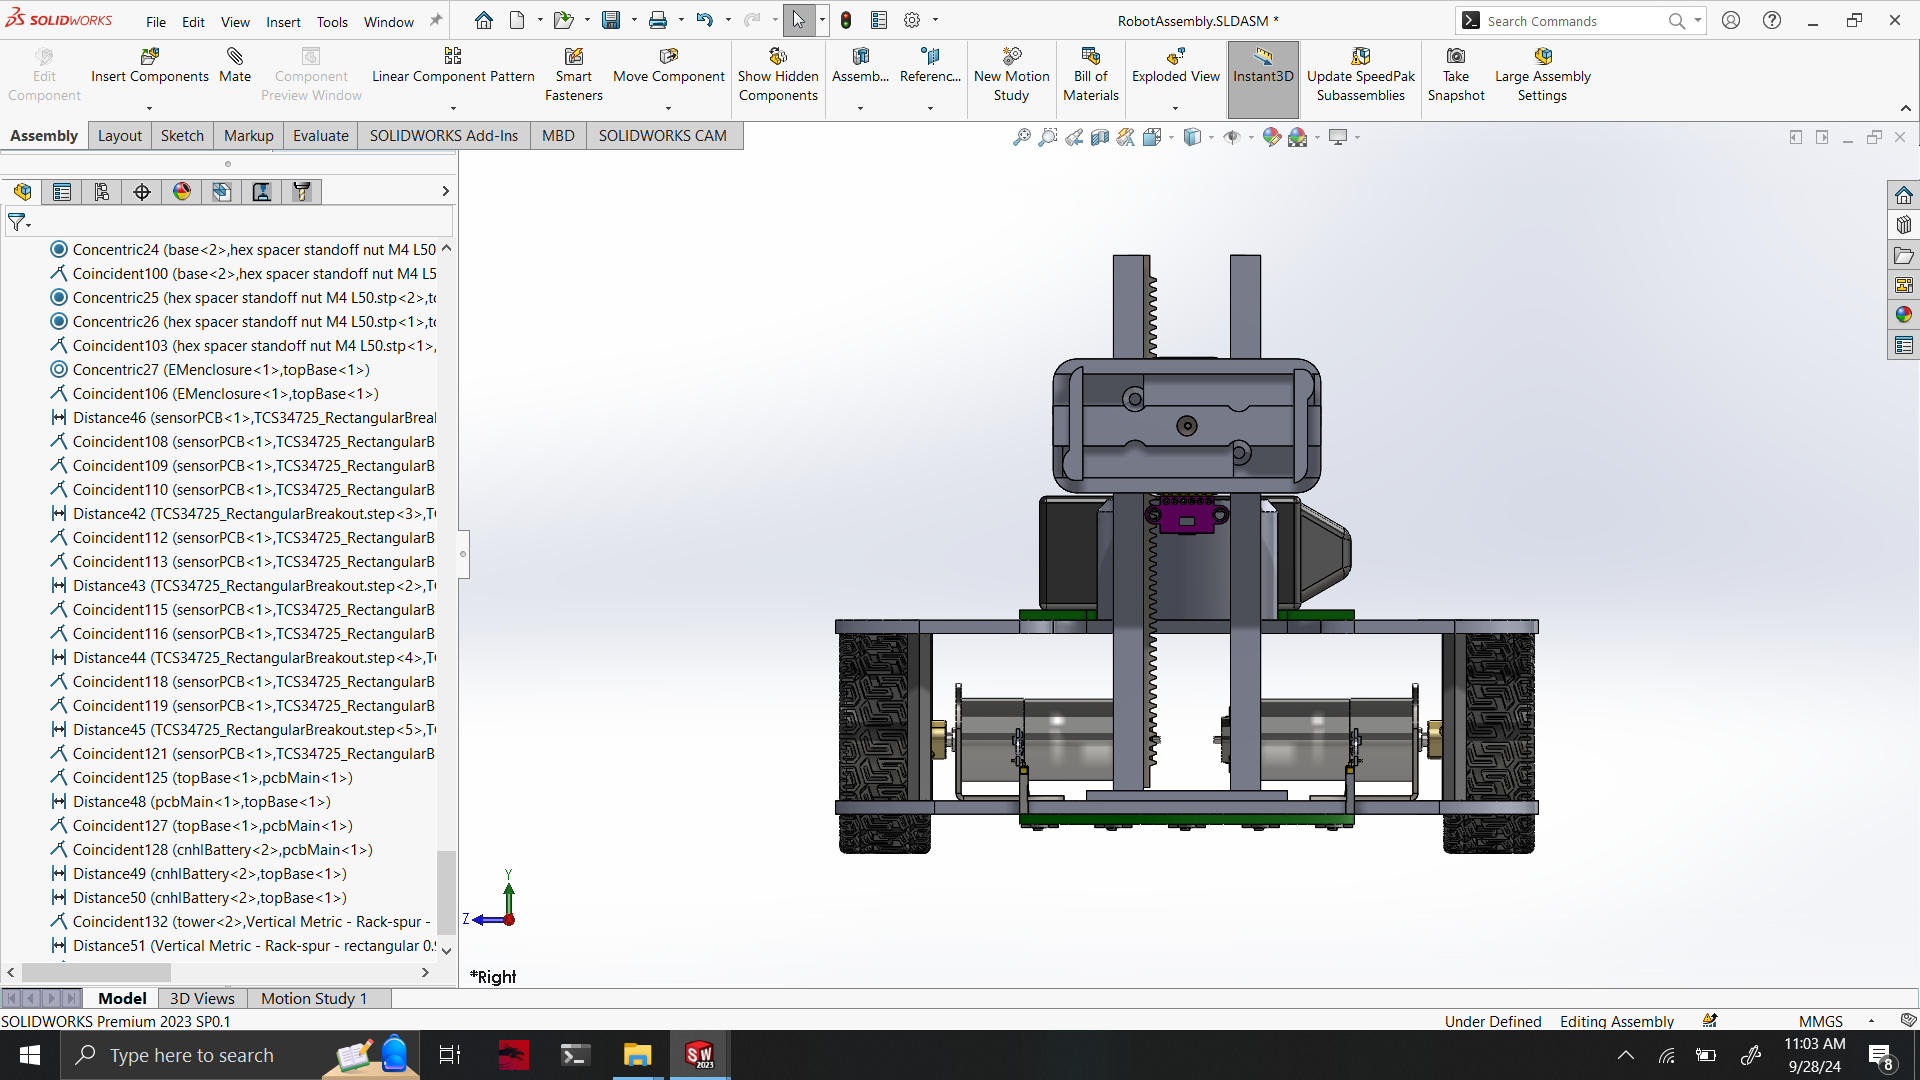 SOLIDWORKS File Edit View Insert Tools Window RobotAssembly.SLDASM * Search Commands
Edit Component
Insert Components
Mate
Component Preview Window
Linear Component Pattern
Smart Fasteners
Move Component
Show Hidden Components
Assemb...
Referenc...
New Motion Study
Bill of Materials
Exploded View
Instant3D
Update SpeedPak Subassemblies
Take Snapshot
Large Assembly Settings
Assembly Layout Sketch Markup Evaluate SOLIDWORKS Add-Ins MBD SOLIDWORKS CAM
Concentric24 (base<2>,hex spacer standoff nut M4 L50
Coincident100 (base<2>,hex spacer standoff nut M4 L5
Concentric25 (hex spacer standoff nut M4 L50.stp<2>,to
Concentric26 (hex spacer standoff nut M4 L50.stp<1>,to
Coincident103 (hex spacer standoff nut M4 L50.stp<1>,
Concentric27 (EMenclosure<1>,topBase<1>)
Coincident106 (EMenclosure<1>,topBase<1>)
Distance46 (sensorPCB<1>,TCS34725_RectangularBreal
Coincident108 (sensorPCB<1>,TCS34725_RectangularB
Coincident109 (sensorPCB<1>,TCS34725_RectangularB
Coincident110 (sensorPCB<1>,TCS34725_RectangularB
Distance42 (TCS34725_RectangularBreakout.step<3>,T(
Coincident112 (sensorPCB<1>,TCS34725_RectangularB
Coincident113 (sensorPCB<1>,TCS34725_RectangularB
Distance43 (TCS34725_RectangularBreakout.step<2>,T(
Coincident115 (sensorPCB<1>,TCS34725_RectangularB
Coincident116 (sensorPCB<1>,TCS34725_RectangularB
Distance44 (TCS34725_RectangularBreakout.step<4>,T(
Coincident118 (sensorPCB<1>,TCS34725_RectangularB
Coincident119 (sensorPCB<1>,TCS34725_RectangularB
Distance45 (TCS34725_RectangularBreakout.step<5>,T(
Coincident121 (sensorPCB<1>,TCS34725_RectangularB
Coincident125 (topBase<1>,pcbMain<1>)
Distance48 (pcbMain<1>,topBase<1>)
Coincident127 (topBase<1>,pcbMain<1>)
Coincident128 (cnhlBattery<2>,pcbMain<1>)
Distance49 (cnhlBattery<2>,topBase<1>)
Distance50 (cnhlBattery<2>,topBase<1>)
Coincident132 (tower<2>,Vertical Metric - Rack-spur -
Distance51 (Vertical Metric - Rack-spur - rectangular 0.
Y
Z
*Right
Model 3D Views Motion Study 1
SOLIDWORKS Premium 2023 SP0.1 Under Defined Editing Assembly MMGS
Type here to search
SW 2023
11:03 AM
9/28/24
8